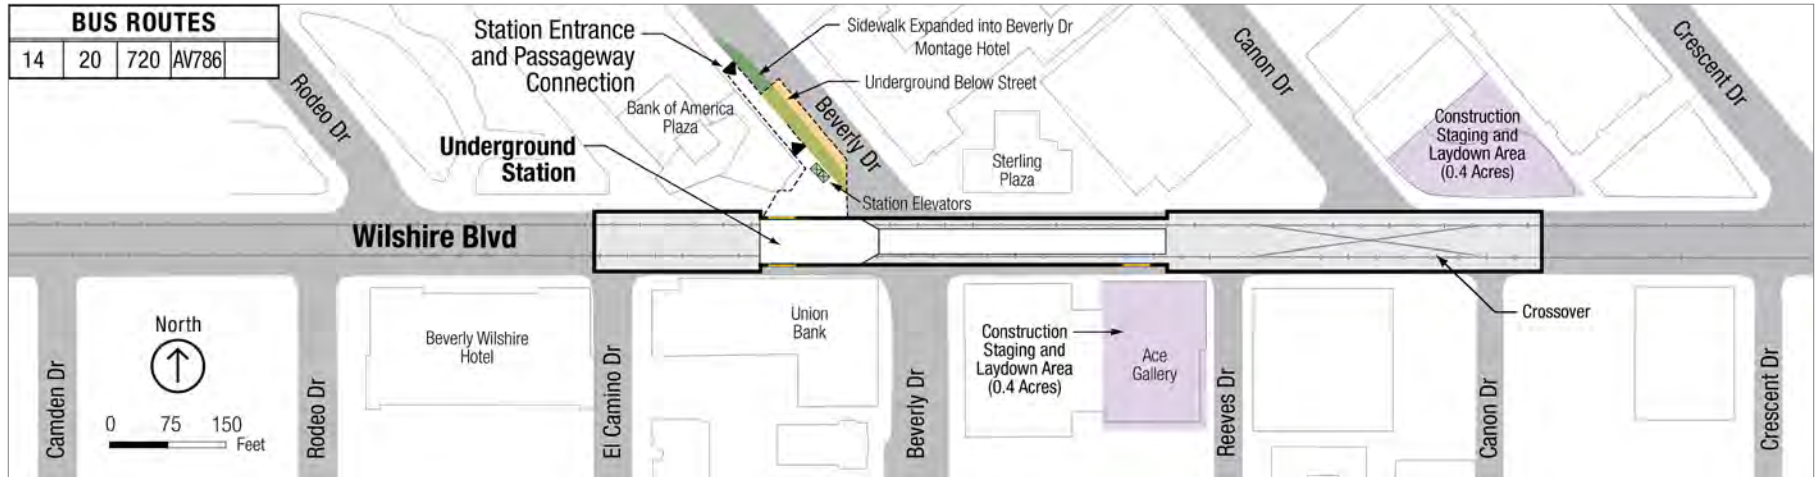 BUS ROUTES
14 20 720 AV786
Station Entrance
and Passageway
Connection
Sidewalk Expanded into Beverly Dr
Montage Hotel
Underground Below Street
Bank of America
Plaza
Underground
Station
Station Elevators
Sterling
Plaza
Rodeo Dr
Beverly Dr
Canon Dr
Crescent Dr
Construction
Staging and
Laydown Area
(0.4 Acres)
Wilshire Blvd
Crossover
North
0 75 150
Feet
Camden Dr
Rodeo Dr
Beverly Wilshire
Hotel
El Camino Dr
Union
Bank
Beverly Dr
Construction
Staging and
Laydown Area
(0.4 Acres)
Ace
Gallery
Reeves Dr
Canon Dr
Crescent Dr